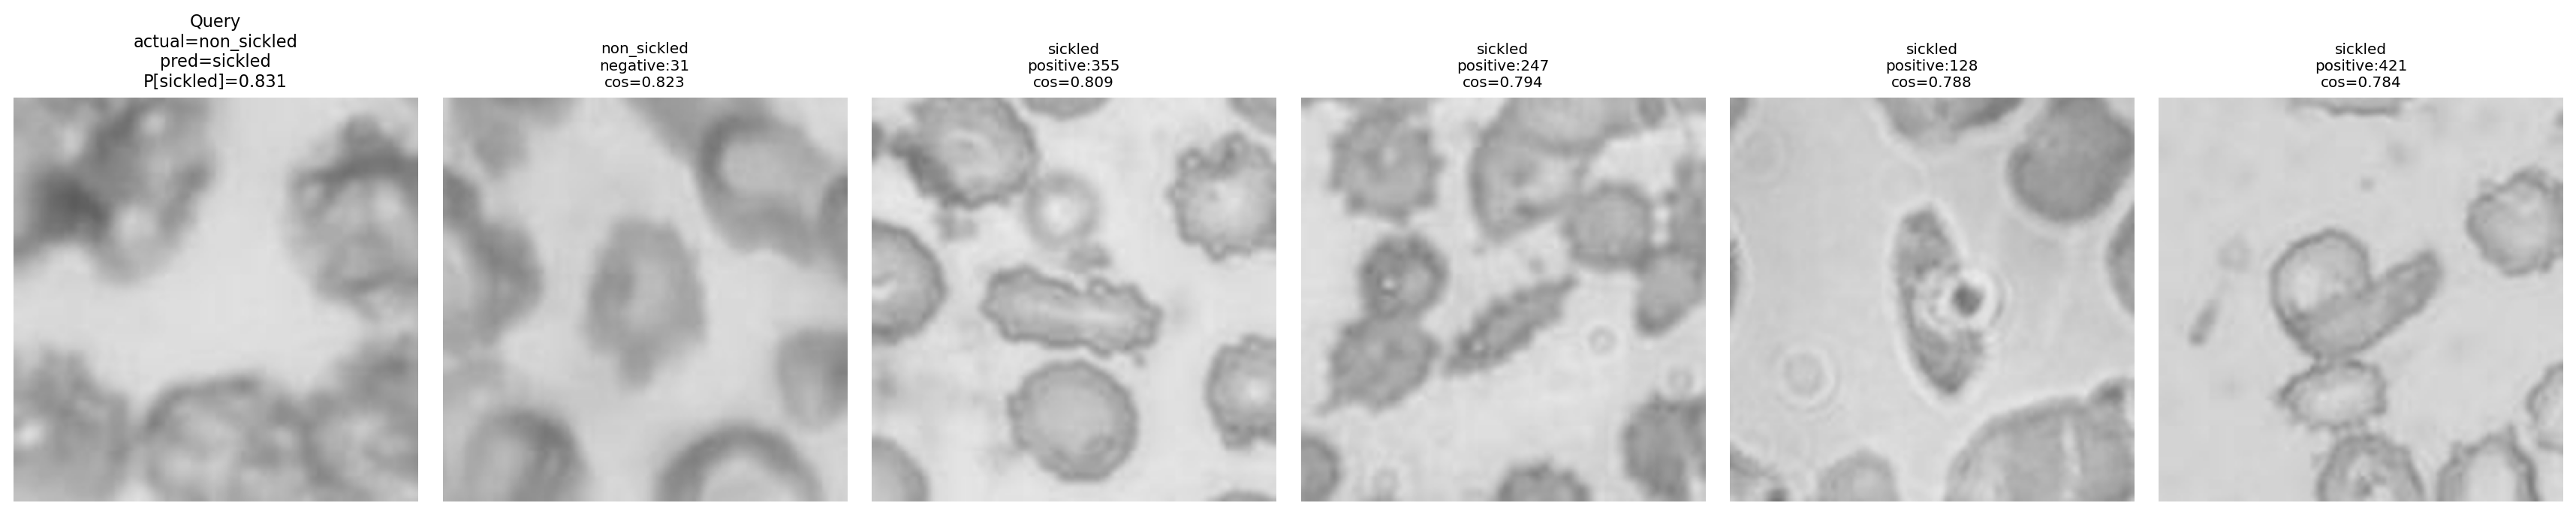 Query
actual=non_sickled
pred=sickled
P[sickled]=0.831
non_sickled
negative:31
cos=0.823
sickled
positive:355
cos=0.809
sickled
positive:247
cos=0.794
sickled
positive:128
cos=0.788
sickled
positive:421
cos=0.784